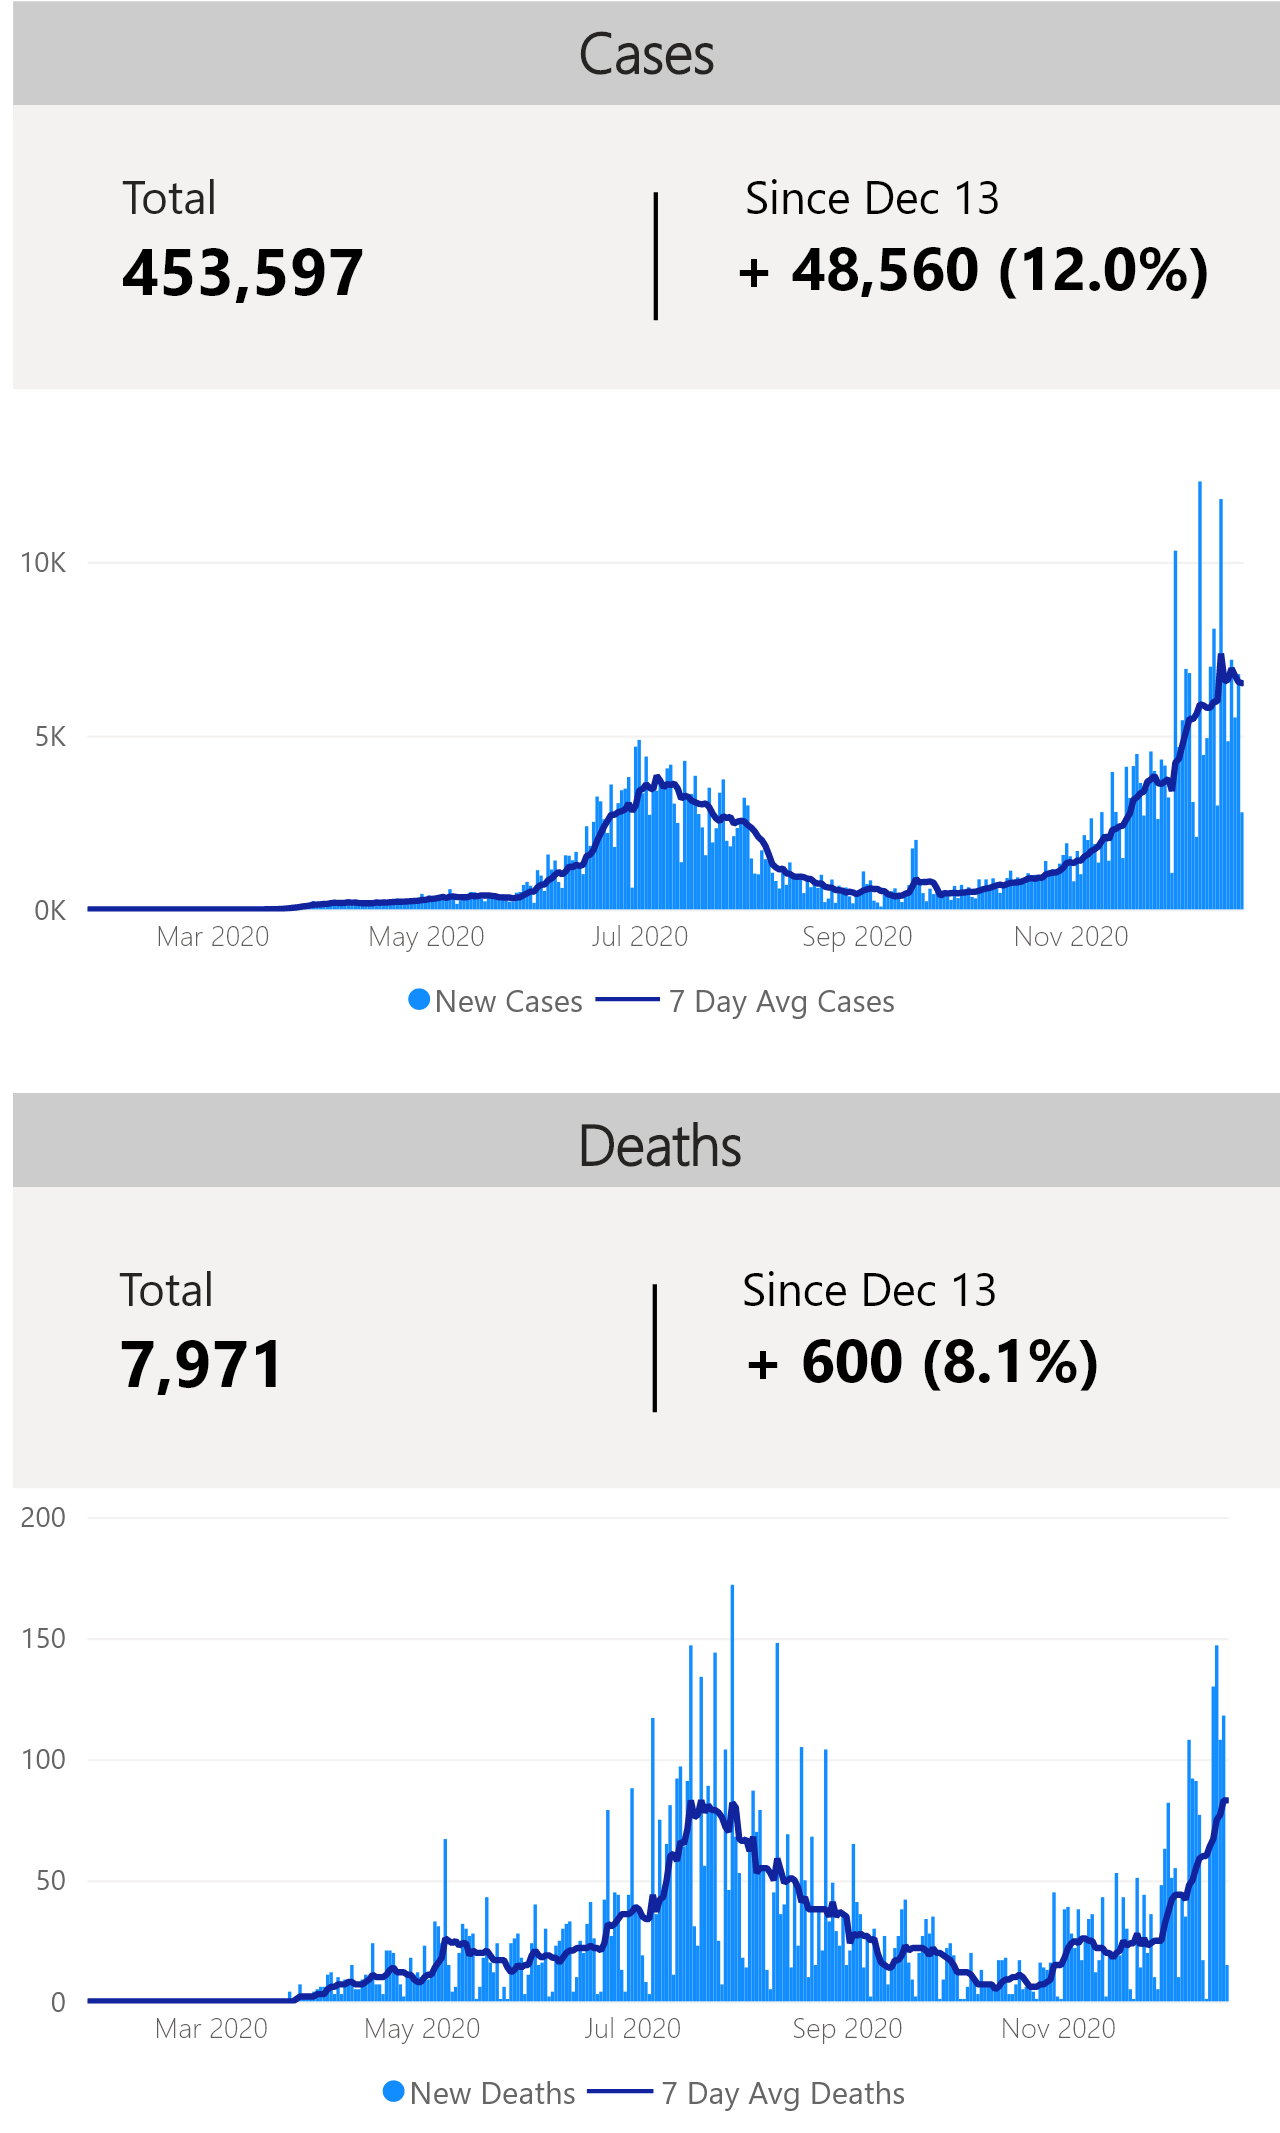 Cases
Total
Since Dec 13
453,597
+ 48,560 (12.0%)
10K
5K
0K
Mar 2020
May 2020
Jul 2020
Sep 2020
Nov 2020
New Cases
7 Day Avg Cases
Deaths
Total
Since Dec 13
7,971
+ 600 (8.1%)
200
150
100
50
0
Mar 2020
May 2020
Jul 2020
Sep 2020
Nov 2020
New Deaths
7 Day Avg Deaths